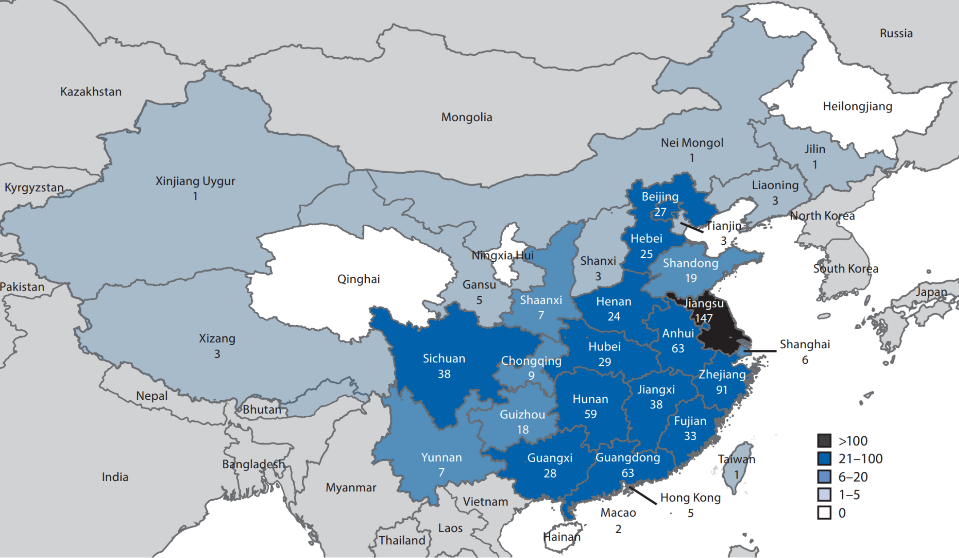 Russia
Kazakhstan
Heilongjiang
Mongolia
Nei Mongol
1
Jilin
1
Xinjiang Uygur
1
Kyrgyzstan
Liaoning
3
Beijing
27
North Korea
Tianjin
3
Hebei
25
Ningxia Hui
Shanxi
3
Shandong
19
South Korea
Qinghai
Gansu
5
Pakistan
Japan
Shaanxi
7
Henan
24
Jiangsu
147
Xizang
3
Anhui
63
Shanghai
6
Hubei
29
Sichuan
38
Chongqing
9
Zhejiang
91
Nepal
Jiangxi
38
Hunan
59
Bhutan
Guizhou
18
Fujian
33
>100
21–100
6–20
1–5
0
Yunnan
7
Guangxi
28
Guangdong
63
Taiwan
1
Bangladesh
India
Myanmar
Vietnam
Hong Kong
5
Macao
2
Laos
Thailand
Hainan